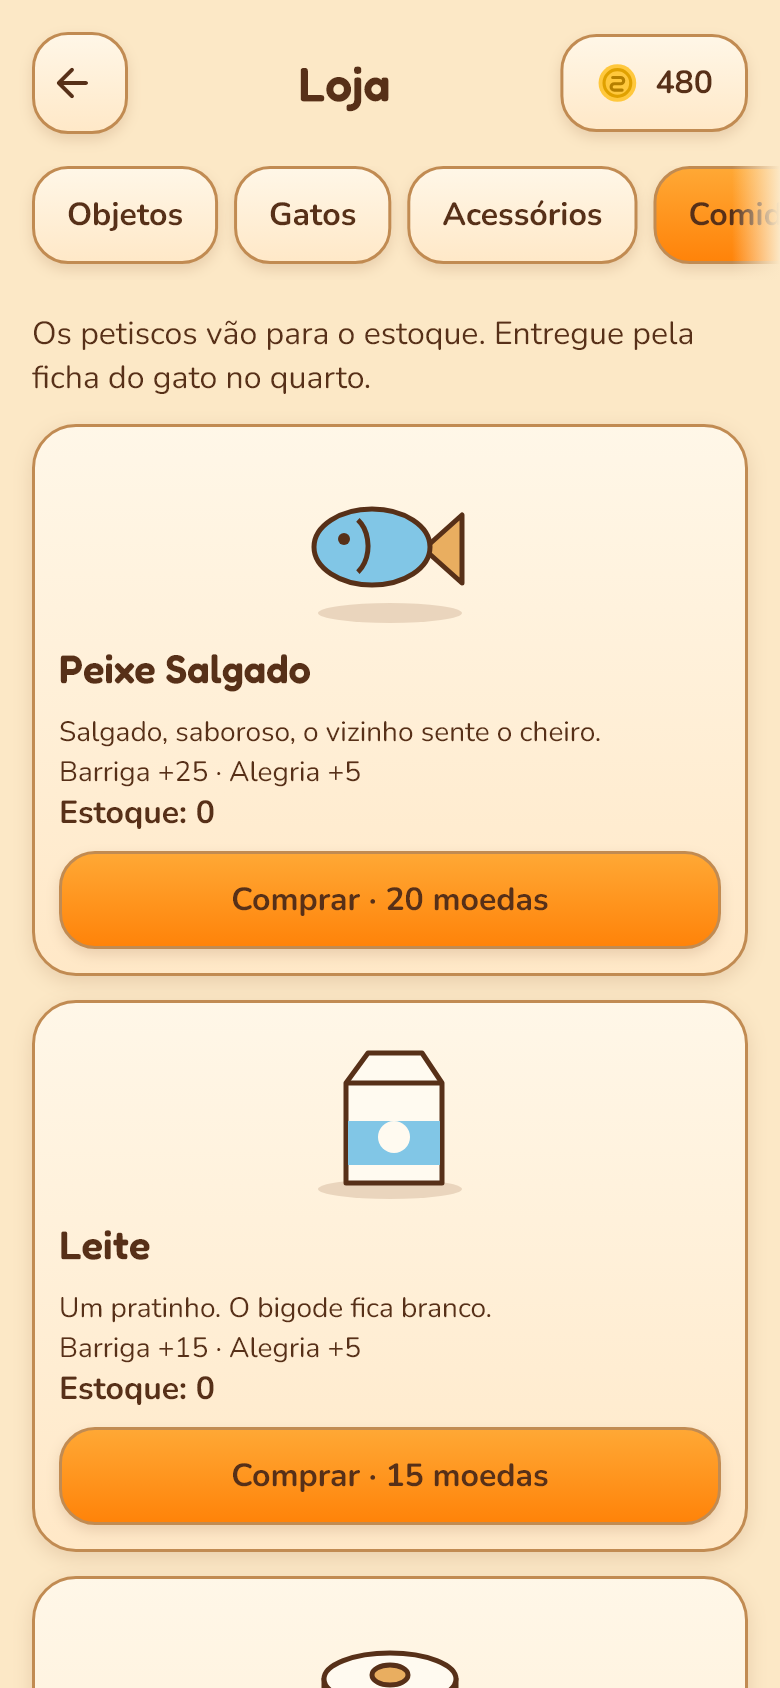 Loja
480
Objetos
Gatos
Acessórios
Os petiscos vão para o estoque. Entregue pela
ficha do gato no quarto.
Peixe Salgado
Salgado, saboroso, o vizinho sente o cheiro.
Barriga +25 · Alegria +5
Estoque: 0
Comprar · 20 moedas
Leite
Um pratinho. O bigode fica branco.
Barriga +15 · Alegria +5
Estoque: 0
Comprar · 15 moedas